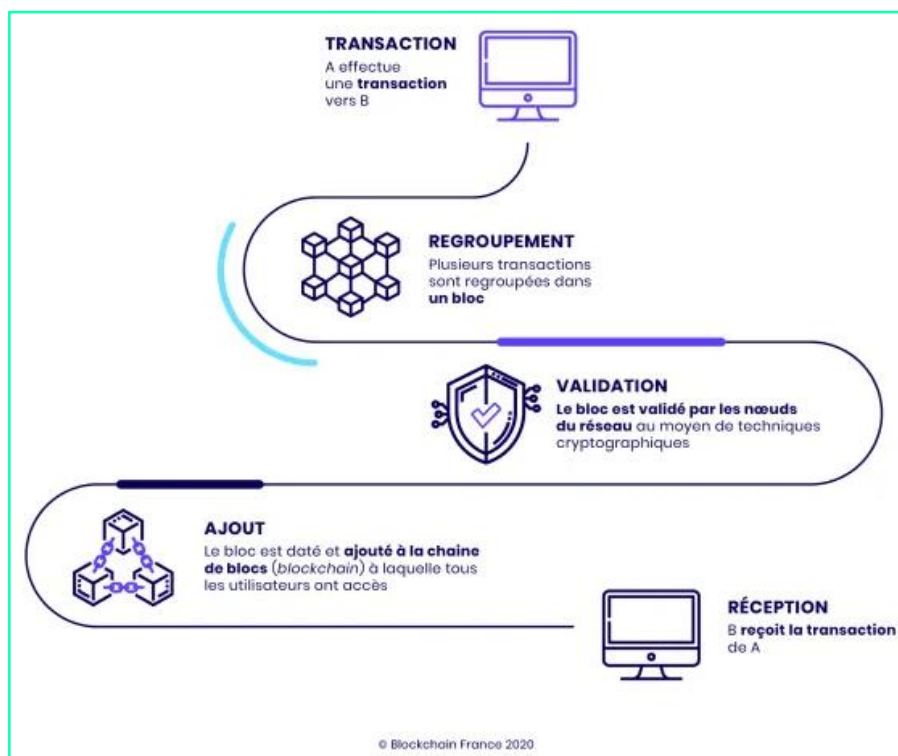 TRANSACTION
A effectue
une transaction
vers B
REGROUPEMENT
Plusieurs transactions
sont regroupées dans
un bloc
VALIDATION
Le bloc est validé par les nœuds
du réseau au moyen de techniques
cryptographiques
AJOUT
Le bloc est daté et ajouté à la chaine
de blocs (blockchain) à laquelle tous
les utilisateurs ont accès
RÉCEPTION
B reçoit la transaction
de A
© Blockchain France 2020